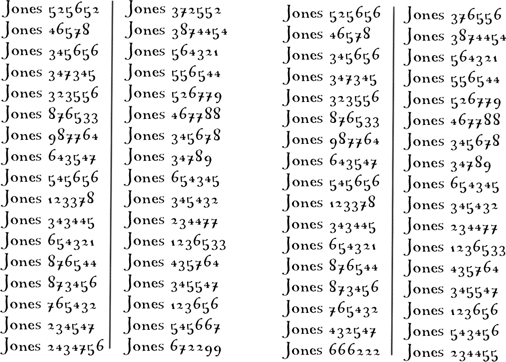 Jones 525652
Jones 46578
Jones 345656
Jones 347345
Jones 323556
Jones 876533
Jones 987764
Jones 643547
Jones 545656
Jones 123378
Jones 343445
Jones 654321
Jones 876544
Jones 873456
Jones 765432
Jones 234547
Jones 2434756
Jones 372552
Jones 3874454
Jones 564321
Jones 556544
Jones 526779
Jones 467788
Jones 345678
Jones 34789
Jones 654345
Jones 345432
Jones 234477
Jones 1236533
Jones 435764
Jones 345547
Jones 123656
Jones 545667
Jones 672299
Jones 525656
Jones 46578
Jones 345656
Jones 347345
Jones 323556
Jones 876533
Jones 987764
Jones 643547
Jones 545656
Jones 123378
Jones 343445
Jones 654321
Jones 876544
Jones 873456
Jones 765432
Jones 432547
Jones 666222
Jones 376556
Jones 3874454
Jones 564321
Jones 556544
Jones 526779
Jones 467788
Jones 345678
Jones 34789
Jones 654345
Jones 345432
Jones 234477
Jones 1236533
Jones 435764
Jones 345547
Jones 123656
Jones 543456
Jones 234455